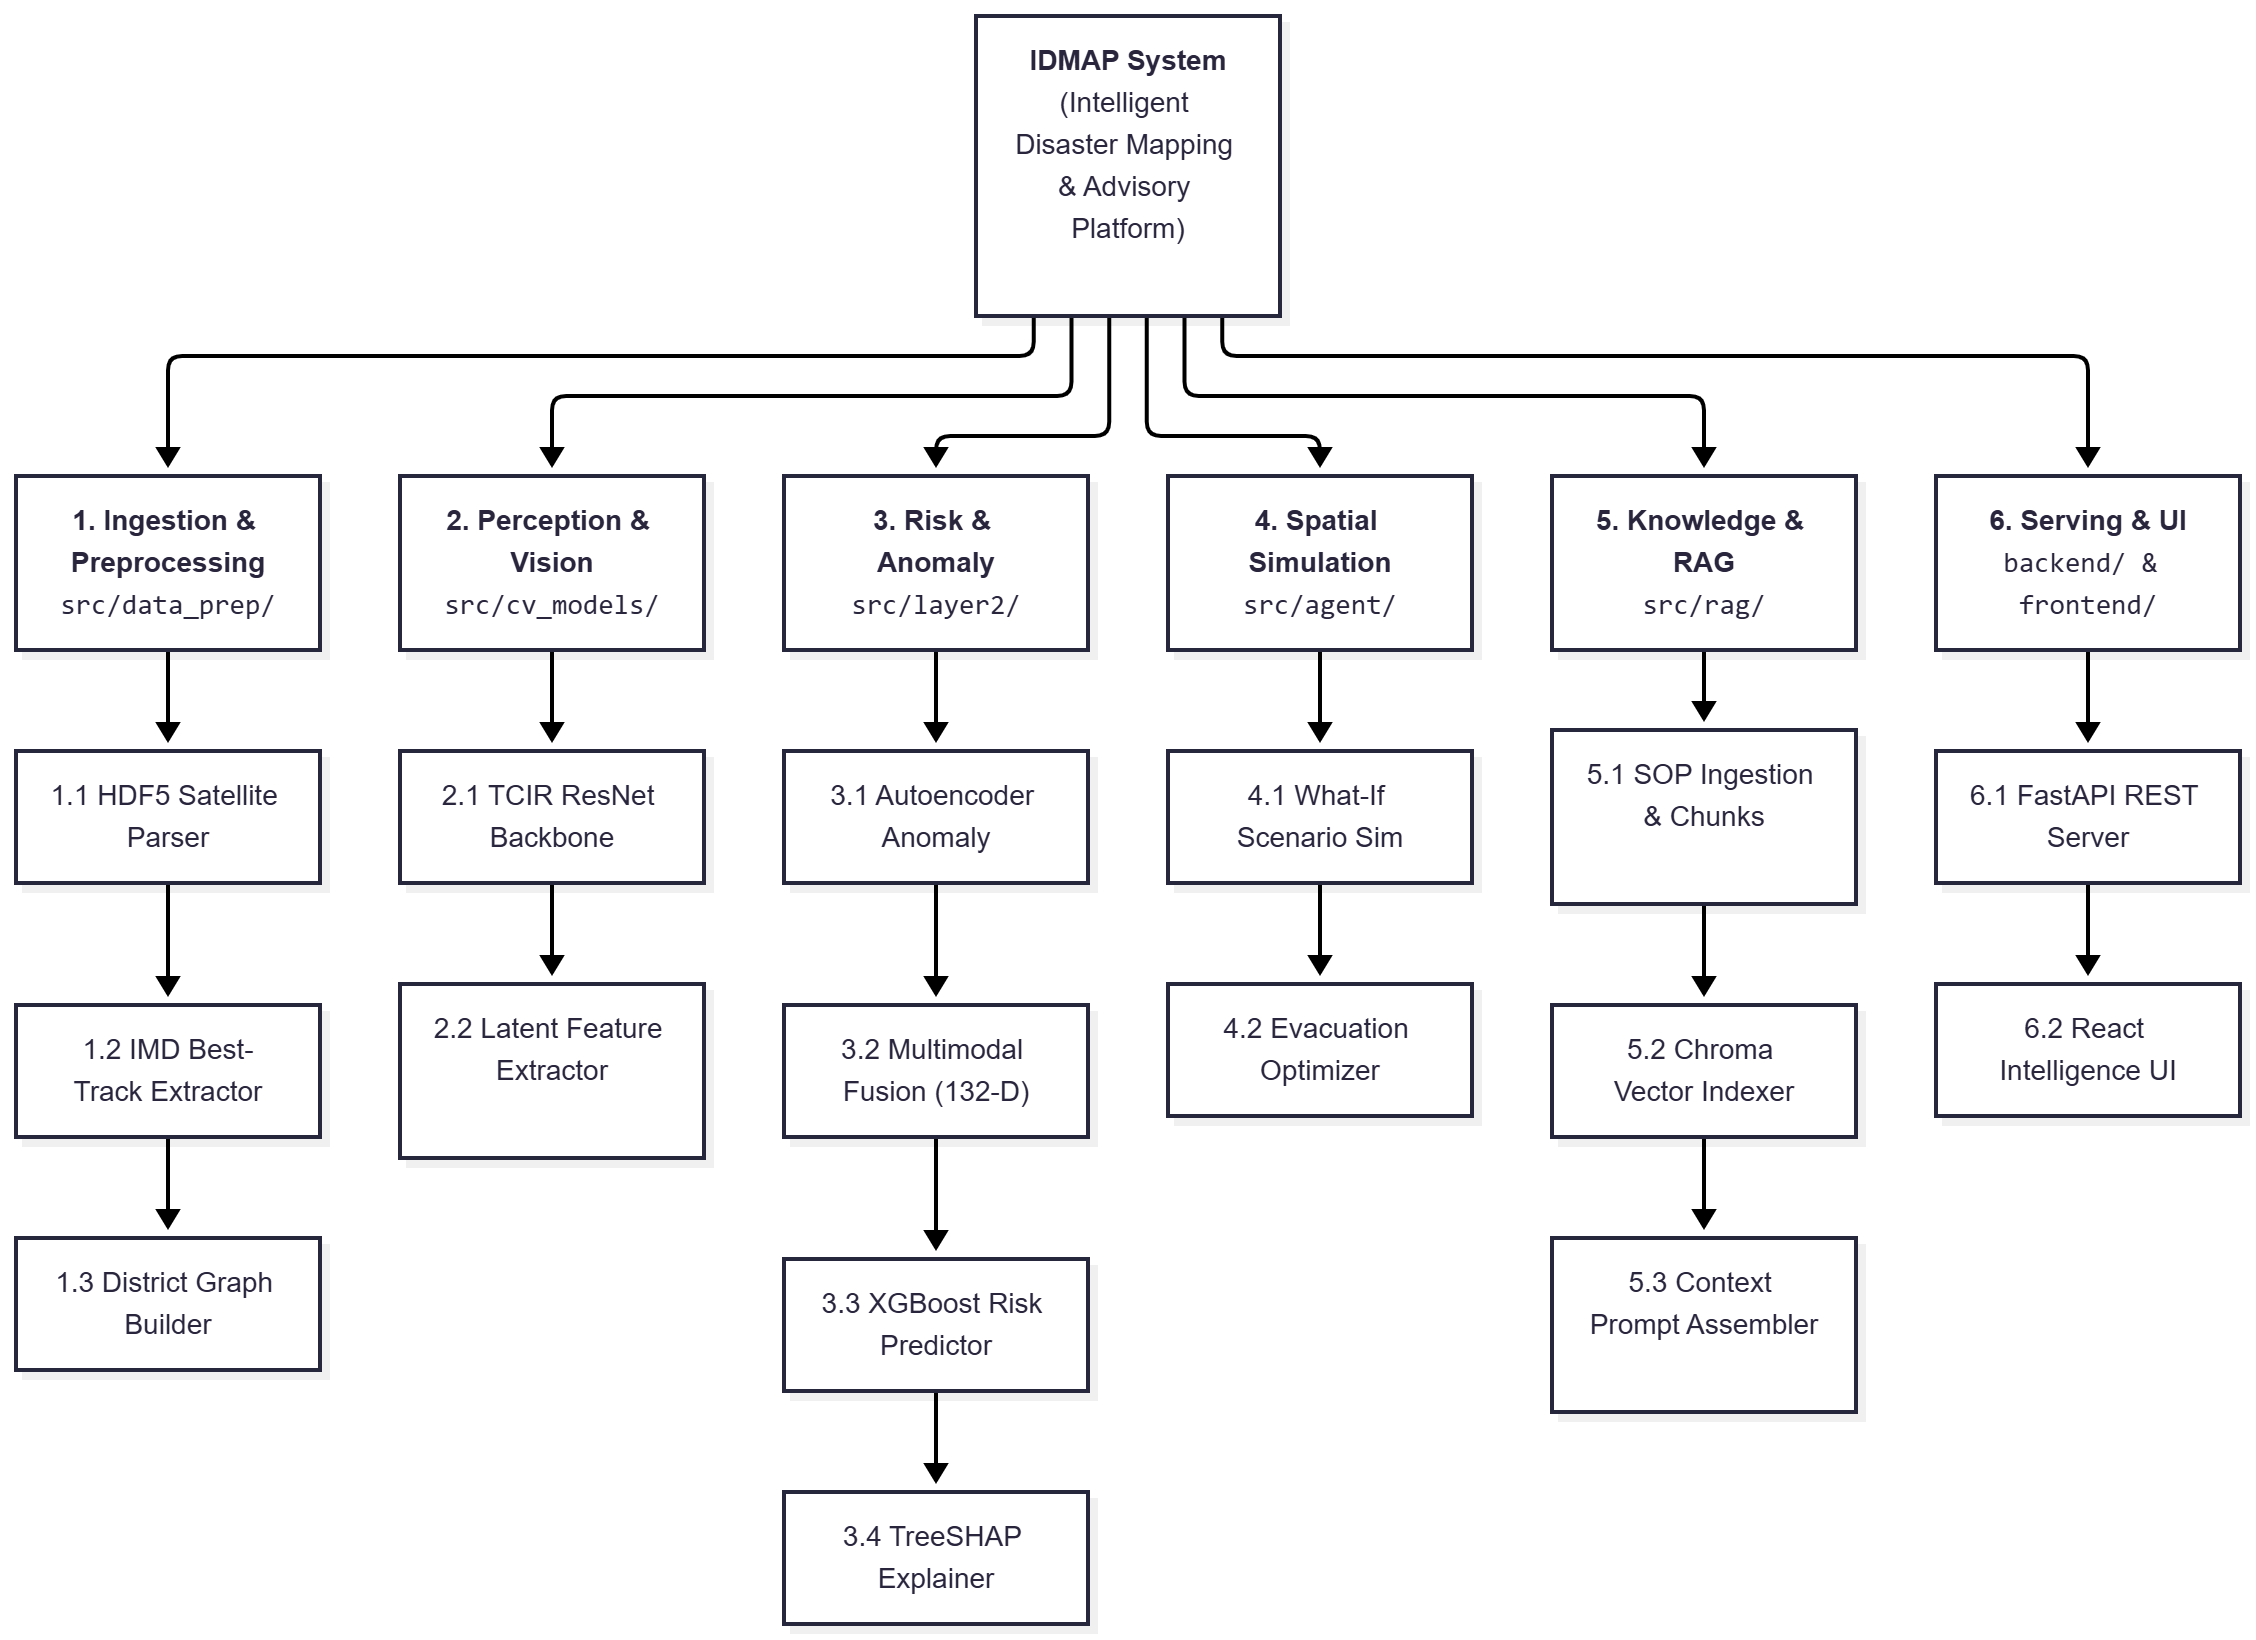 IDMAP System
(Intelligent
Disaster Mapping
& Advisory
Platform)
1. Ingestion &
Preprocessing
src/data_prep/
2. Perception &
Vision
src/cv_models/
3. Risk &
Anomaly
src/layer2/
4. Spatial
Simulation
src/agent/
5. Knowledge &
RAG
src/rag/
6. Serving & UI
backend/ &
frontend/
1.1 HDF5 Satellite
Parser
2.1 TCIR ResNet
Backbone
3.1 Autoencoder
Anomaly
4.1 What-If
Scenario Sim
5.1 SOP Ingestion
& Chunks
6.1 FastAPI REST
Server
1.2 IMD Best-
Track Extractor
2.2 Latent Feature
Extractor
3.2 Multimodal
Fusion (132-D)
4.2 Evacuation
Optimizer
5.2 Chroma
Vector Indexer
6.2 React
Intelligence UI
1.3 District Graph
Builder
3.3 XGBoost Risk
Predictor
5.3 Context
Prompt Assembler
3.4 TreeSHAP
Explainer